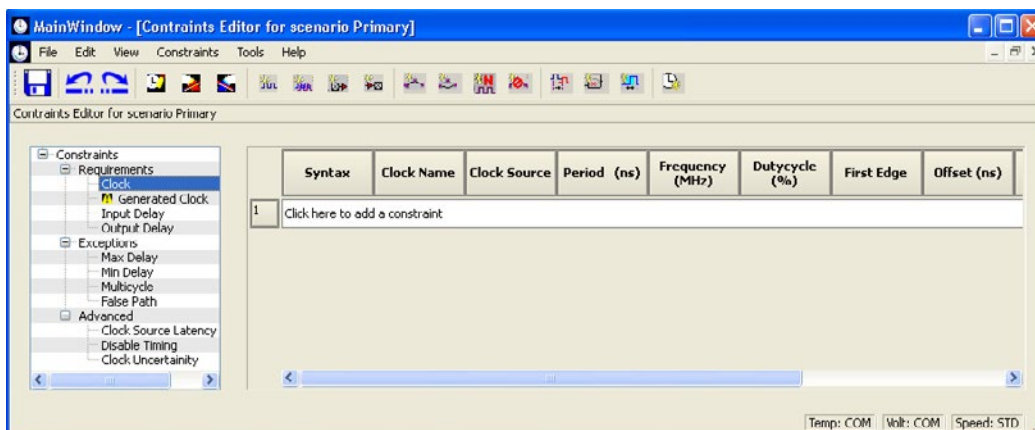 MainWindow - [Contraints Editor for scenario Primary]
File Edit View Constraints Tools Help
Contraints Editor for scenario Primary
Constraints
Requirements
Clock
Generated Clock
Input Delay
Output Delay
Exceptions
Max Delay
Min Delay
Multicycle
False Path
Advanced
Clock Source Latency
Disable Timing
Clock Uncertainity
Syntax Clock Name Clock Source Period (ns) Frequency (MHz) Dutycycle (%) First Edge Offset (ns)
1 Click here to add a constraint
Temp: COM Volt: COM Speed: STD